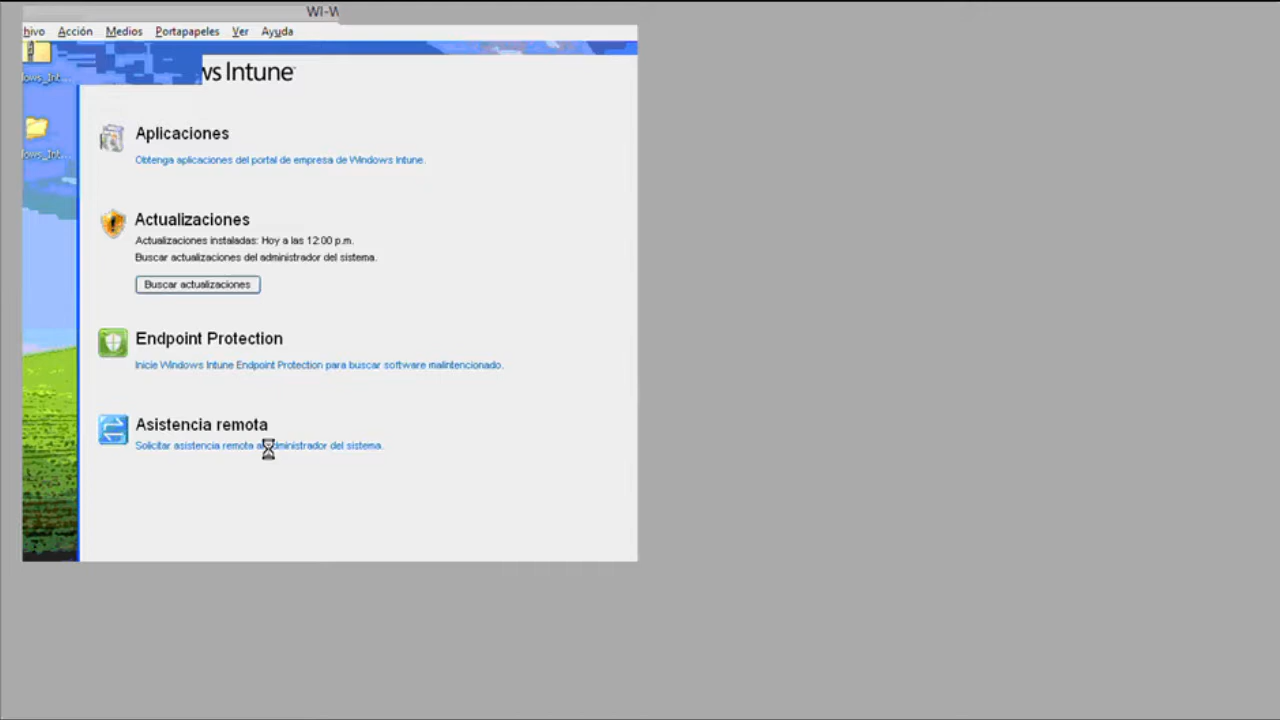 WI-W
hivo Acción Medios Portapapeles Ver Ayuda
ows_Int...
ws Intune
Aplicaciones
Obtenga aplicaciones del portal de empresa de Windows Intune.
ows_Int...
Actualizaciones
Actualizaciones instaladas: Hoy a las 12:00 p.m.
Buscar actualizaciones del administrador del sistema.
Buscar actualizaciones
Endpoint Protection
Inicie Windows Intune Endpoint Protection para buscar software malintencionado.
Asistencia remota
Solicitar asistencia remota a dministrador del sistema.